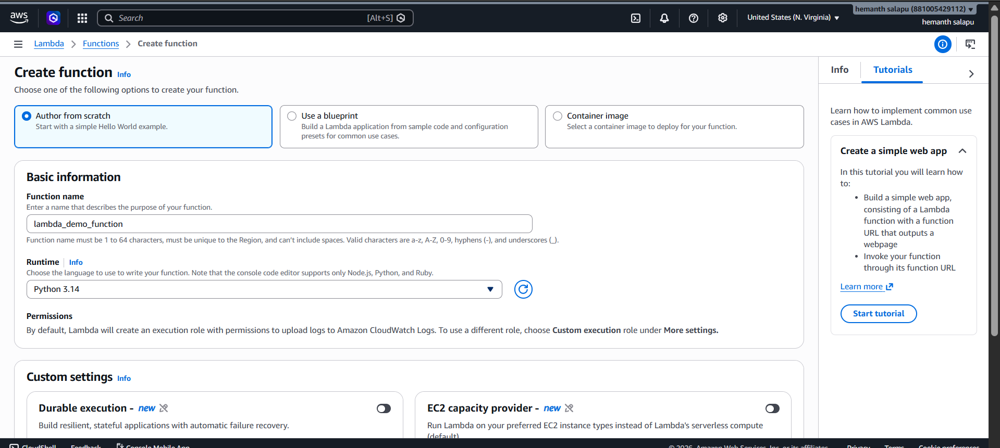 aws
Search
[Alt+S]
United States (N. Virginia) ▼
hemanth salapu (881005429112) ▼
hemanth salapu
Lambda > Functions > Create function
Create function Info
Choose one of the following options to create your function.
Author from scratch
Start with a simple Hello World example.
Use a blueprint
Build a Lambda application from sample code and configuration
presets for common use cases.
Container image
Select a container image to deploy for your function.
Basic information
Function name
Enter a name that describes the purpose of your function.
lambda_demo_function
Function name must be 1 to 64 characters, must be unique to the Region, and can’t include spaces. Valid characters are a-z, A-Z, 0-9, hyphens (-), and underscores (_).
Runtime Info
Choose the language to use to write your function. Note that the console code editor supports only Node.js, Python, and Ruby.
Python 3.14
Permissions
By default, Lambda will create an execution role with permissions to upload logs to Amazon CloudWatch Logs. To use a different role, choose Custom execution role under More settings.
Custom settings Info
Durable execution - new
Build resilient, stateful applications with automatic failure recovery.
EC2 capacity provider - new
Run Lambda on your preferred EC2 instance types instead of Lambda's serverless compute
(default)
Info
Tutorials
Learn how to implement common use
cases in AWS Lambda.
Create a simple web app
In this tutorial you will learn how
to:
• Build a simple web app,
consisting of a Lambda
function with a function
URL that outputs a
webpage
• Invoke your function
through its function URL
Learn more
Start tutorial
CloudShell
Feedback
Console Mobile App
© 2026, Amazon Web Services, Inc. or its affiliates.
Privacy
Terms
Cookie preferences